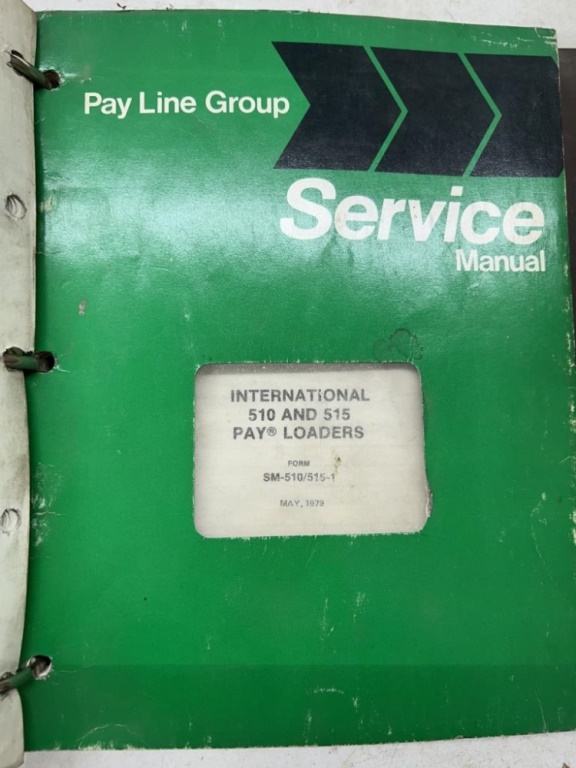 Pay Line Group
Service
Manual
INTERNATIONAL
510 AND 515
PAY® LOADERS
FORM
SM-510/515-1
MAY, 1979